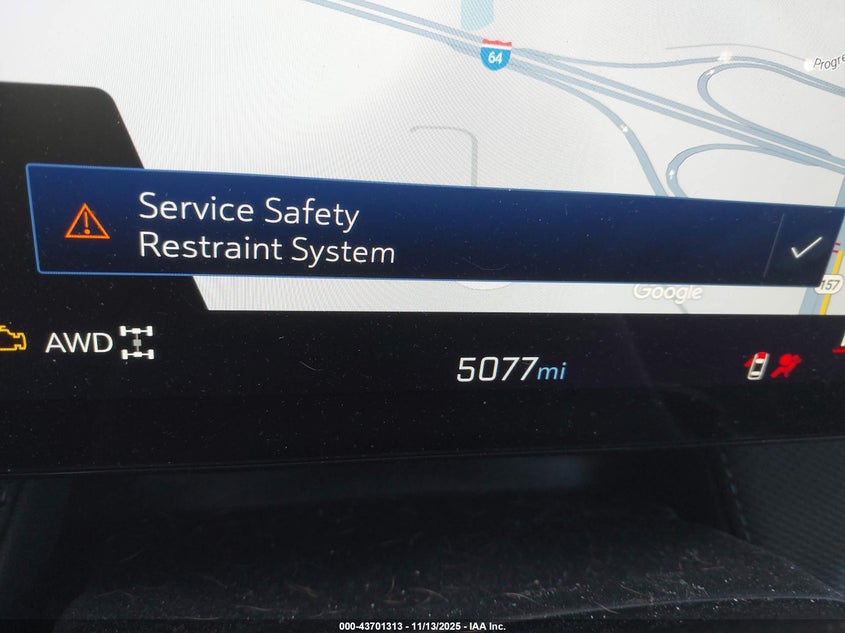 64
Progre
Service Safety
Restraint System
Google
157
AWD
5077mi
000-43701313 - 11/13/2025 - IAA Inc.